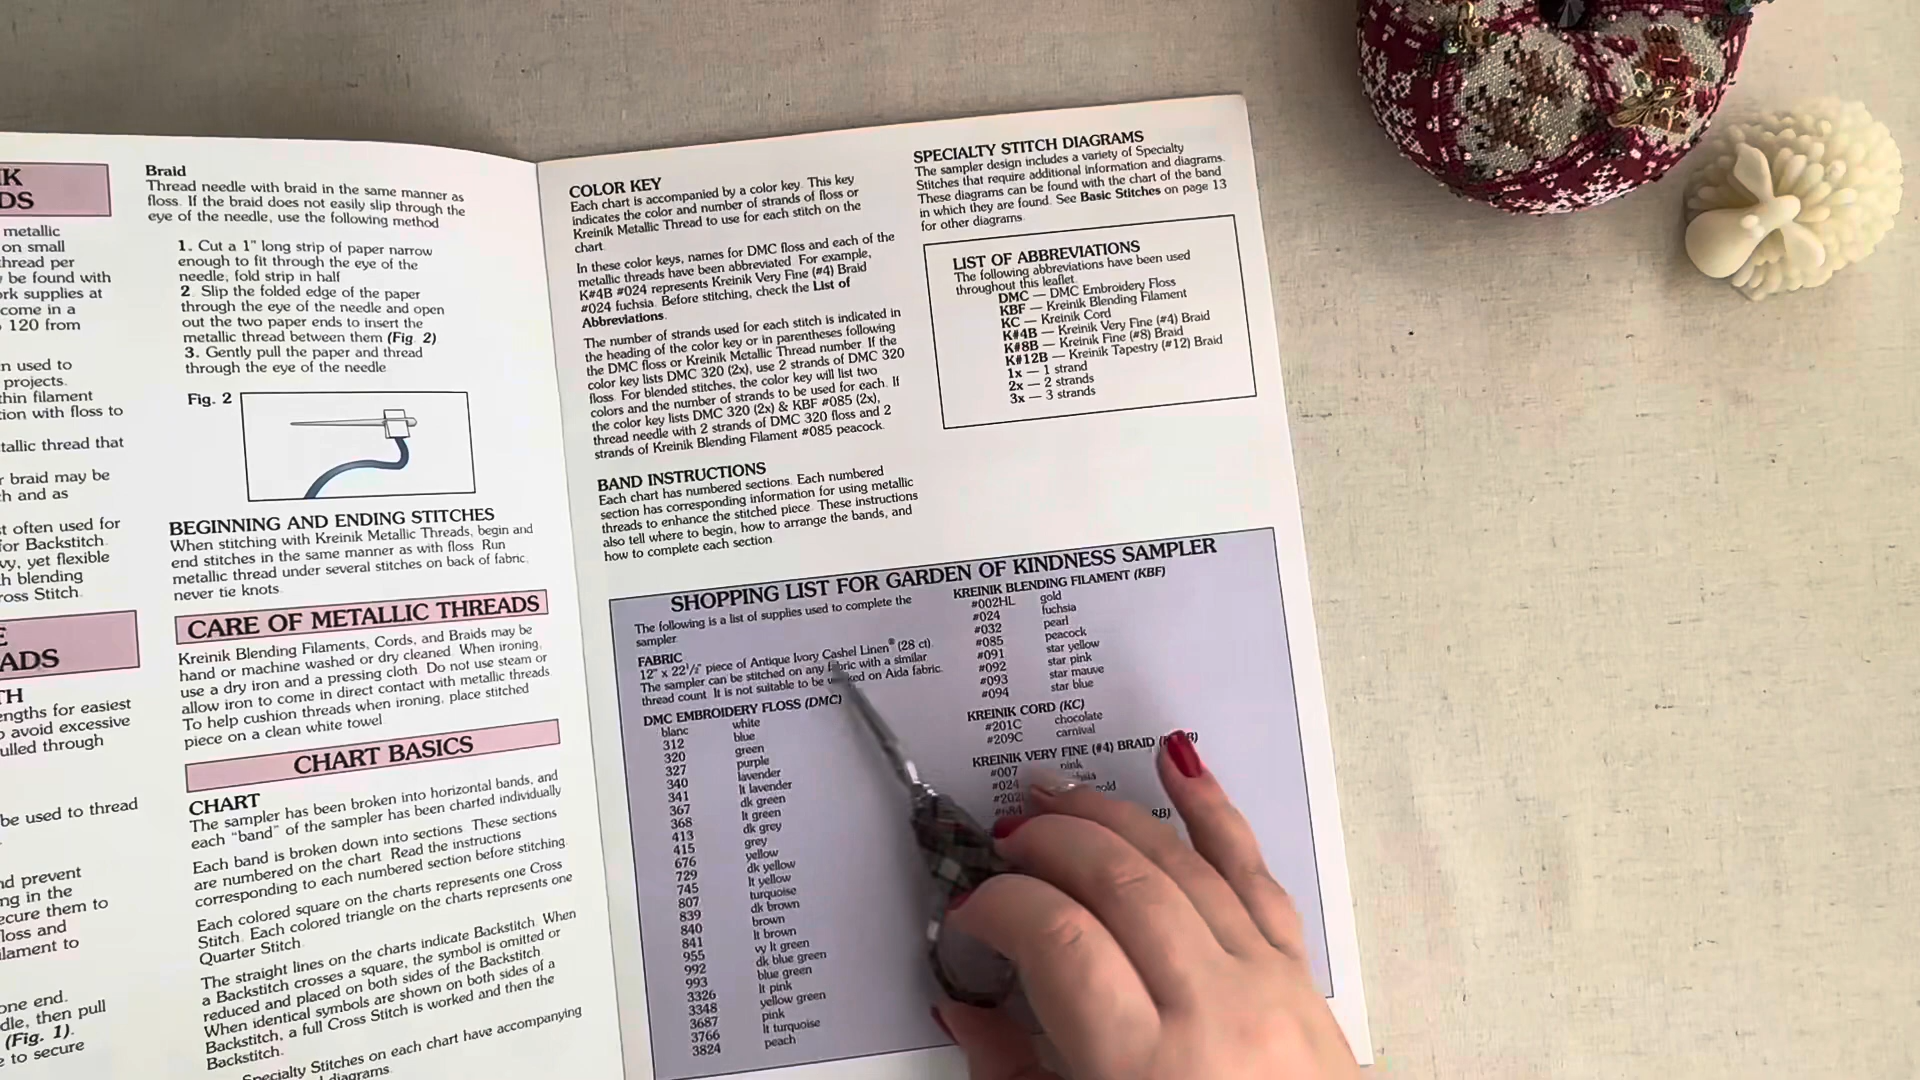 K
DS
metallic
on small
thread per
be found with
rk supplies at
come in a
120 from
n used to
projects.
thin filament
tion with floss to
tallic thread that
r braid may be
h and as
st often used for
for Backstitch
vy, yet flexible
h blending
ross Stitch.
E
ADS
TH
engths for easiest
o avoid excessive
ulled through
be used to thread
nd prevent
ng in the
ecure them to
loss and
ilament to
one end.
dle, then pull
(Fig. 1).
e to secure
Braid
Thread needle with braid in the same manner as
floss. If the braid does not easily slip through the
eye of the needle, use the following method
1. Cut a 1" long strip of paper narrow
enough to fit through the eye of the
needle, fold strip in half
2. Slip the folded edge of the paper
through the eye of the needle and open
out the two paper ends to insert the
metallic thread between them (Fig. 2)
3. Gently pull the paper and thread
through the eye of the needle
Fig. 2
BEGINNING AND ENDING STITCHES
When stitching with Kreinik Metallic Threads, begin and
end stitches in the same manner as with floss Run
metallic thread under several stitches on back of fabric,
never tie knots.
CARE OF METALLIC THREADS
Kreinik Blending Filaments, Cords, and Braids may be
hand or machine washed or dry cleaned. When ironing,
use a dry iron and a pressing cloth. Do not use steam or
allow iron to come in direct contact with metallic threads
To help cushion threads when ironing, place stitched
piece on a clean white towel
CHART BASICS
CHART
The sampler has been broken into horizontal bands, and
each "band" of the sampler has been charted individually
Each band is broken down into sections. These sections
are numbered on the chart Read the instructions
corresponding to each numbered section before stitching.
Each colored square on the charts represents one Cross
Stitch. Each colored triangle on the charts represents one
Quarter Stitch
The straight lines on the charts indicate Backstitch When
a Backstitch crosses a square, the symbol is omitted or
reduced and placed on both sides of the Backstitch
When identical symbols are shown on both sides of a
Backstitch, a full Cross Stitch is worked and then the
Backstitch.
Specialty Stitches on each chart have accompanying
diagrams.
COLOR KEY
Each chart is accompanied by a color key This key
indicates the color and number of strands of floss or
Kreinik Metallic Thread to use for each stitch on the
chart
In these color keys, names for DMC floss and each of the
metallic threads have been abbreviated For example,
K#4B #024 represents Kreinik Very Fine (#4) Braid
#024 fuchsia. Before stitching, check the List of
Abbreviations.
The number of strands used for each stitch is indicated in
the heading of the color key or in parentheses following
the DMC floss or Kreinik Metallic Thread number. If the
color key lists DMC 320 (2x), use 2 strands of DMC 320
floss. For blended stitches, the color key will list two
colors and the number of strands to be used for each. If
the color key lists DMC 320 (2x) & KBF #085 (2x),
thread needle with 2 strands of DMC 320 floss and 2
strands of Kreinik Blending Filament #085 peacock.
BAND INSTRUCTIONS
Each chart has numbered sections. Each numbered
section has corresponding information for using metallic
threads to enhance the stitched piece. These instructions
also tell where to begin, how to arrange the bands, and
how to complete each section
SPECIALTY STITCH DIAGRAMS
The sampler design includes a variety of Specialty
Stitches that require additional information and diagrams.
These diagrams can be found with the chart of the band
in which they are found. See Basic Stitches on page 13
for other diagrams
LIST OF ABBREVIATIONS
The following abbreviations have been used
throughout this leaflet
DMC — DMC Embroidery Floss
KBF — Kreinik Blending Filament
KC — Kreinik Cord
K#4B — Kreinik Very Fine (#4) Braid
K#8B — Kreinik Fine (#8) Braid
K#12B — Kreinik Tapestry (#12) Braid
1x — 1 strand
2x — 2 strands
3x — 3 strands
SHOPPING LIST FOR GARDEN OF KINDNESS SAMPLER
The following is a list of supplies used to complete the
sampler
FABRIC
12" x 22½" piece of Antique Ivory Cashel Linen® (28 ct).
The sampler can be stitched on any fabric with a similar
thread count It is not suitable to be worked on Aida fabric.
DMC EMBROIDERY FLOSS (DMC)
blanc white
312 blue
320 green
327 purple
340 lavender
341 lt lavender
367 dk green
368 lt green
413 dk grey
415 grey
676 yellow
729 dk yellow
745 lt yellow
807 turquoise
839 dk brown
840 brown
841 lt brown
955 vy lt green
992 dk blue green
993 blue green
3326 lt pink
3348 yellow green
3687 pink
3766 lt turquoise
3824 peach
KREINIK BLENDING FILAMENT (KBF)
#002HL gold
#024 fuchsia
#032 pearl
#085 peacock
#091 star yellow
#092 star pink
#093 star mauve
#094 star blue
KREINIK CORD (KC)
#201C chocolate
#209C carnival
KREINIK VERY FINE (#4) BRAID (K B)
#007 pink
#024
#202 gold
8B)